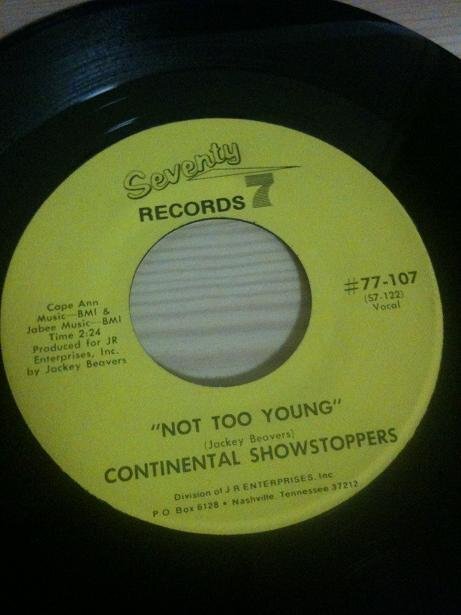 Seventy 7
RECORDS
Cape Ann
Music—BMI &
Jabee Music—BMI
Time 2:24
Produced for JR
Enterprises, Inc.
by Jackey Beavers
#77-107
(S7-122)
Vocal
"NOT TOO YOUNG"
(Jackey Beavers)
CONTINENTAL SHOWSTOPPERS
Division of J R ENTERPRISES, Inc
P.O. Box 6128 • Nashville, Tennessee 37212